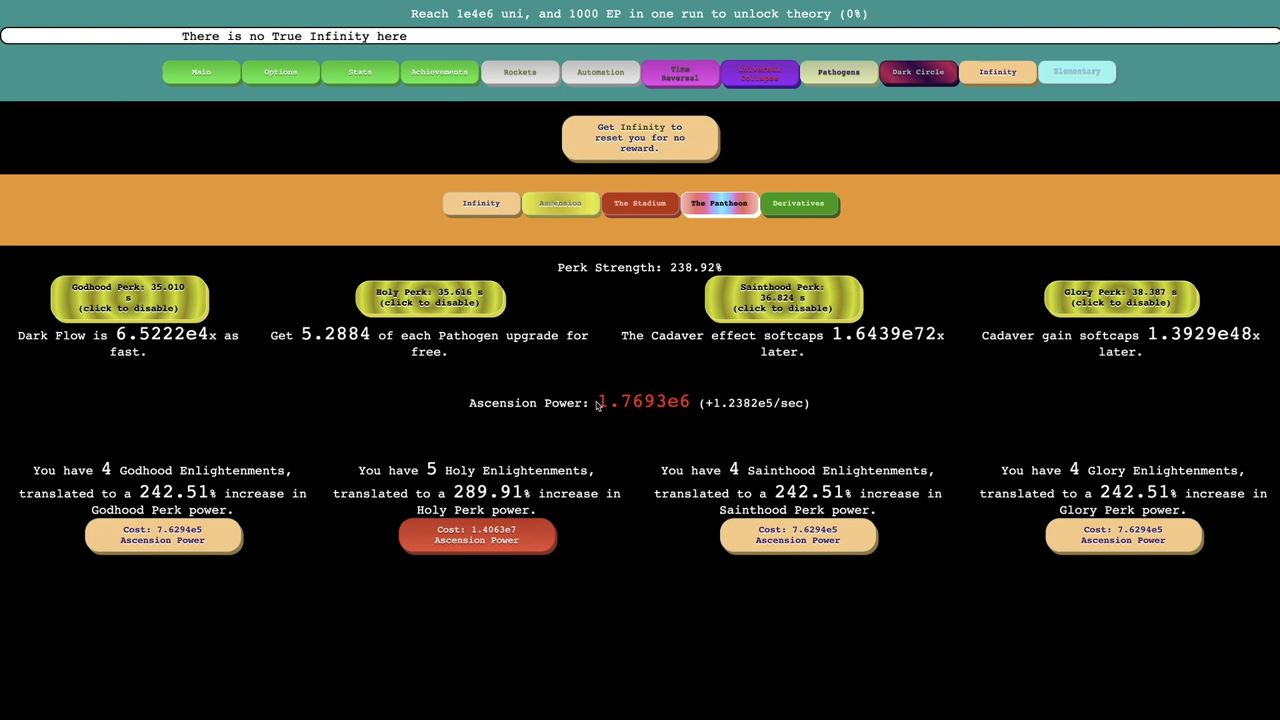 Reach 1e4e6 uni, and 1000 EP in one run to unlock theory (0%)
There is no True Infinity here
Main
Options
Stats
Achievements
Rockets
Automation
Time
Reversal
Universal
Collapse
Pathogens
Dark Circle
Infinity
Elementary
Get Infinity to
reset you for no
reward.
Infinity
Ascension
The Stadium
The Pantheon
Derivatives
Perk Strength: 238.92%
Godhood Perk: 35.010
s
(click to disable)
Holy Perk: 35.616 s
(click to disable)
Sainthood Perk:
36.824 s
(click to disable)
Glory Perk: 38.387 s
(click to disable)
Dark Flow is 6.5222e4x as
fast.
Get 5.2884 of each Pathogen upgrade for
free.
The Cadaver effect softcaps 1.6439e72x
later.
Cadaver gain softcaps 1.3929e48x
later.
Ascension Power: 1.7693e6 (+1.2382e5/sec)
You have 4 Godhood Enlightenments,
translated to a 242.51% increase in
Godhood Perk power.
Cost: 7.6294e5
Ascension Power
You have 5 Holy Enlightenments,
translated to a 289.91% increase in
Holy Perk power.
Cost: 1.4063e7
Ascension Power
You have 4 Sainthood Enlightenments,
translated to a 242.51% increase in
Sainthood Perk power.
Cost: 7.6294e5
Ascension Power
You have 4 Glory Enlightenments,
translated to a 242.51% increase in
Glory Perk power.
Cost: 7.6294e5
Ascension Power